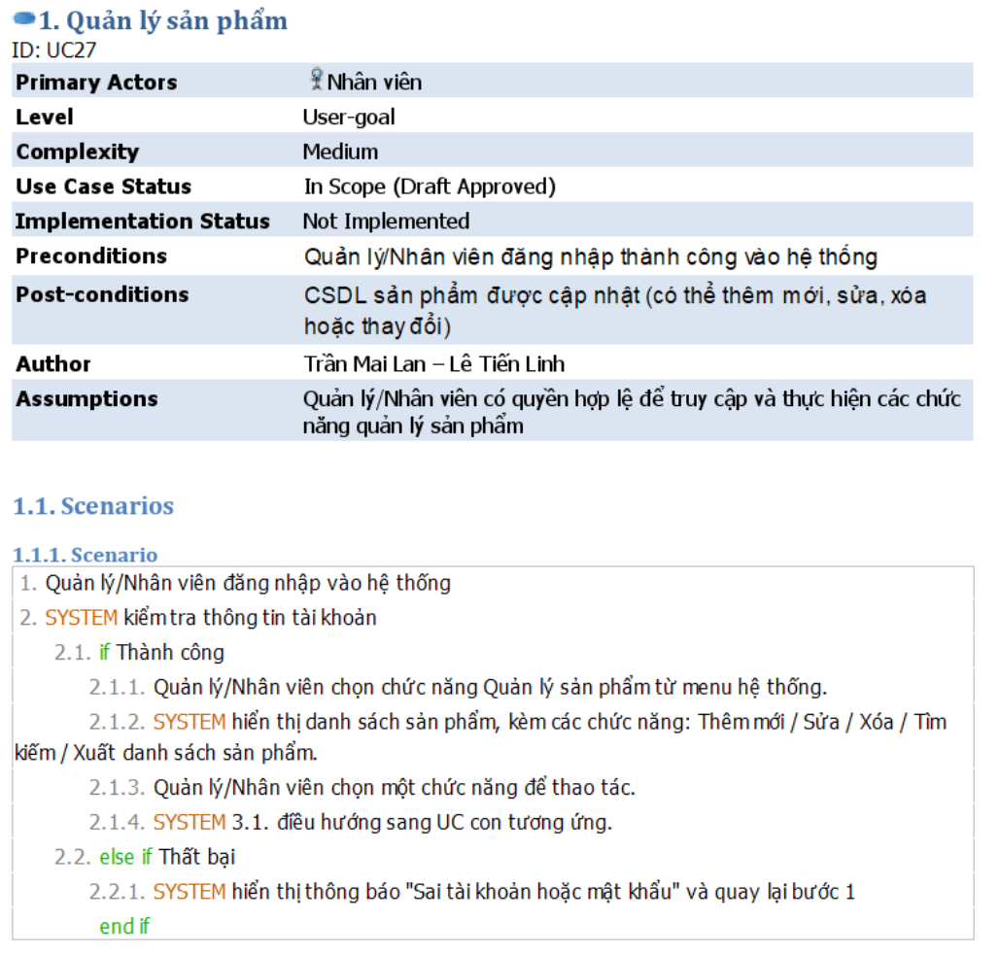 1. Quản lý sản phẩm
ID: UC27
Primary Actors Nhân viên
Level User-goal
Complexity Medium
Use Case Status In Scope (Draft Approved)
Implementation Status Not Implemented
Preconditions Quản lý/Nhân viên đăng nhập thành công vào hệ thống
Post-conditions CSDL sản phẩm được cập nhật (có thể thêm mới, sửa, xóa
hoặc thay đổi)
Author Trần Mai Lan – Lê Tiến Linh
Assumptions Quản lý/Nhân viên có quyền hợp lệ để truy cập và thực hiện các chức
năng quản lý sản phẩm
1.1. Scenarios
1.1.1. Scenario
1. Quản lý/Nhân viên đăng nhập vào hệ thống
2. SYSTEM kiểm tra thông tin tài khoản
2.1. if Thành công
2.1.1. Quản lý/Nhân viên chọn chức năng Quản lý sản phẩm từ menu hệ thống.
2.1.2. SYSTEM hiển thị danh sách sản phẩm, kèm các chức năng: Thêm mới / Sửa / Xóa / Tìm
kiếm / Xuất danh sách sản phẩm.
2.1.3. Quản lý/Nhân viên chọn một chức năng để thao tác.
2.1.4. SYSTEM 3.1. điều hướng sang UC con tương ứng.
2.2. else if Thất bại
2.2.1. SYSTEM hiển thị thông báo "Sai tài khoản hoặc mật khẩu" và quay lại bước 1
end if